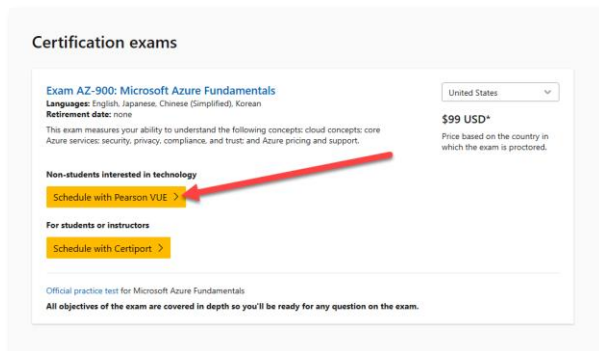 Certification exams
Exam AZ-900: Microsoft Azure Fundamentals
Languages: English, Japanese, Chinese (Simplified), Korean
Retirement date: none
This exam measures your ability to understand the following concepts: cloud concepts; core
Azure services; security, privacy, compliance, and trust; and Azure pricing and support.
United States
$99 USD*
Price based on the country in
which the exam is proctored.
Non-students interested in technology
Schedule with Pearson VUE >
For students or instructors
Schedule with Certiport >
Official practice test for Microsoft Azure Fundamentals
All objectives of the exam are covered in depth so you'll be ready for any question on the exam.